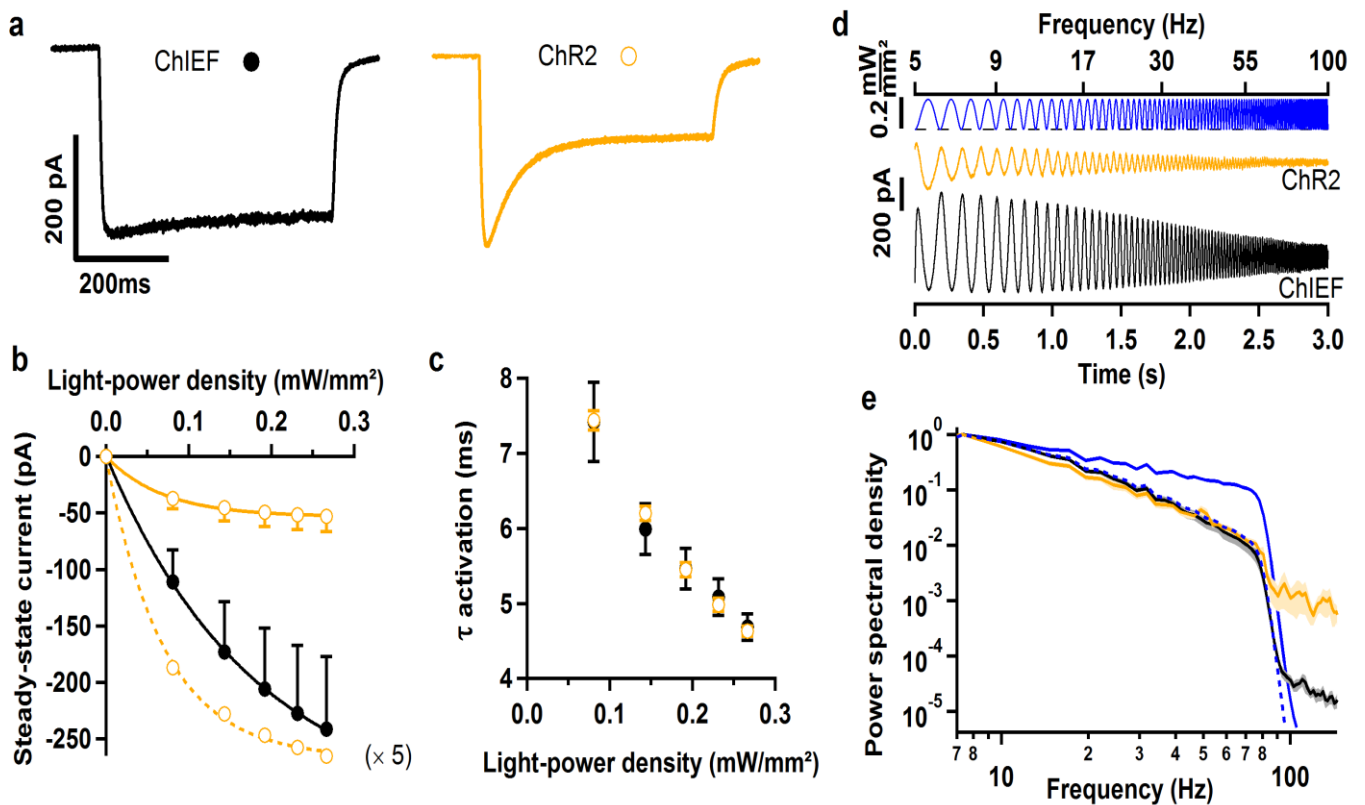 a
ChIEF
ChR2
200 pA
200ms
b
Light-power density (mW/mm²)
0.0 0.1 0.2 0.3
Steady-state current (pA)
0
-50
-100
-150
-200
-250
(× 5)
c
τ activation (ms)
8
7
6
5
4
0.0 0.1 0.2 0.3
Light-power density (mW/mm²)
d
Frequency (Hz)
5 9 17 30 55 100
0.2 mW/mm²
ChR2
200 pA
ChIEF
0.0 0.5 1.0 1.5 2.0 2.5 3.0
Time (s)
e
Power spectral density
10⁰
10⁻¹
10⁻²
10⁻³
10⁻⁴
10⁻⁵
7 8 10 2 3 4 5 6 7 8 100
Frequency (Hz)